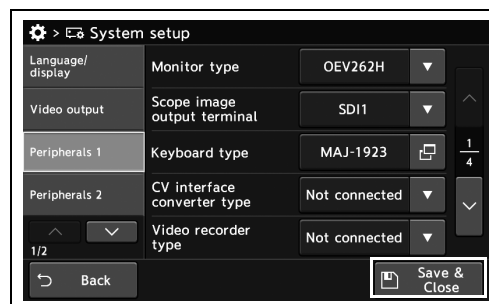 > System setup
Language/
display
Monitor type
OEV262H
Video output
Scope image
output terminal
SDI1
Peripherals 1
Keyboard type
MAJ-1923
1
4
Peripherals 2
CV interface
converter type
Not connected
1/2
Video recorder
type
Not connected
Back
Save &
Close